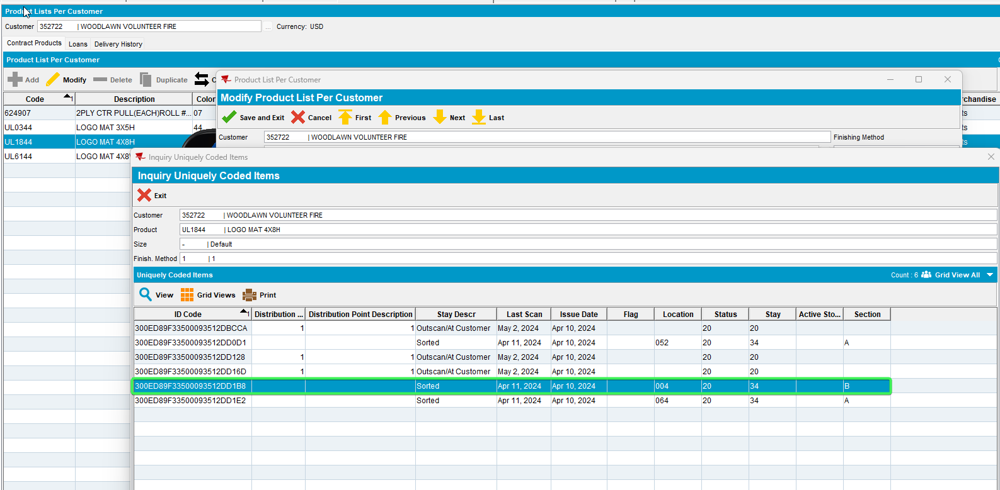 Product Lists Per Customer
Customer 352722 | WOODLAWN VOLUNTEER FIRE ... Currency: USD
Contract Products Loans Delivery History
Product List Per Customer
Add Modify Delete Duplicate
Code 1 Description Color
624907 2PLY CTR PULL(EACH)ROLL #... 07
UL0344 LOGO MAT 3X5H 44
UL1844 LOGO MAT 4X8H
UL6144 LOGO MAT 4X8
Product List Per Customer
Modify Product List Per Customer
Save and Exit Cancel First Previous Next Last
Customer 352722 | WOODLAWN VOLUNTEER FIRE Finishing Method
Inquiry Uniquely Coded Items
Inquiry Uniquely Coded Items
Exit
Customer 352722 | WOODLAWN VOLUNTEER FIRE
Product UL1844 | LOGO MAT 4X8H
Size - | Default
Finish. Method 1 | 1
Uniquely Coded Items Count : 6 Grid View All
View Grid Views Print
ID Code 1 Distribution ... Distribution Point Description Stay Descr Last Scan Issue Date Flag Location Status Stay Active Sto... Section
300ED89F33500093512DBCCA 1 1 Outscan/At Customer May 2, 2024 Apr 10, 2024 20 20
300ED89F33500093512DD0D1 Sorted Apr 11, 2024 Apr 10, 2024 052 20 34 A
300ED89F33500093512DD128 1 1 Outscan/At Customer May 2, 2024 Apr 10, 2024 20 20
300ED89F33500093512DD16D 1 1 Outscan/At Customer May 2, 2024 Apr 10, 2024 20 20
300ED89F33500093512DD1B8 Sorted Apr 11, 2024 Apr 10, 2024 004 20 34 B
300ED89F33500093512DD1E2 Sorted Apr 11, 2024 Apr 10, 2024 064 20 34 A